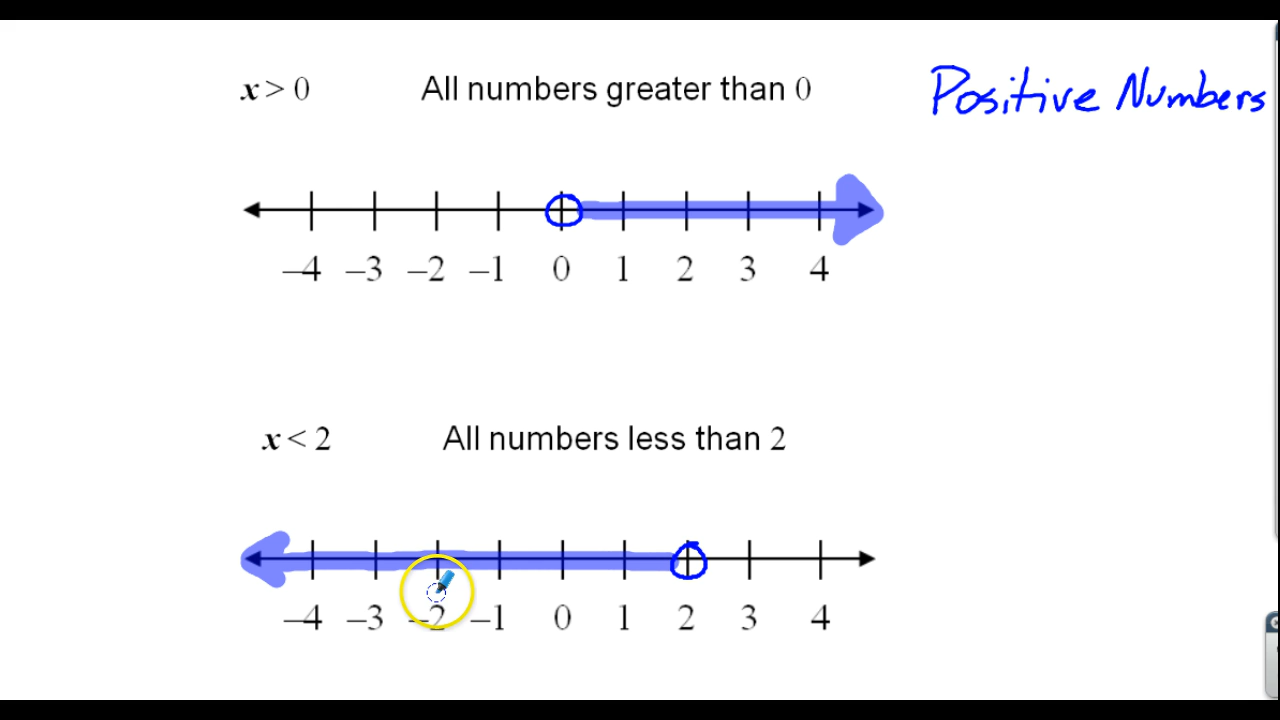 x > 0 All numbers greater than 0 Positive Numbers
–4 –3 –2 –1 0 1 2 3 4
x < 2 All numbers less than 2
–4 –3 –2 –1 0 1 2 3 4